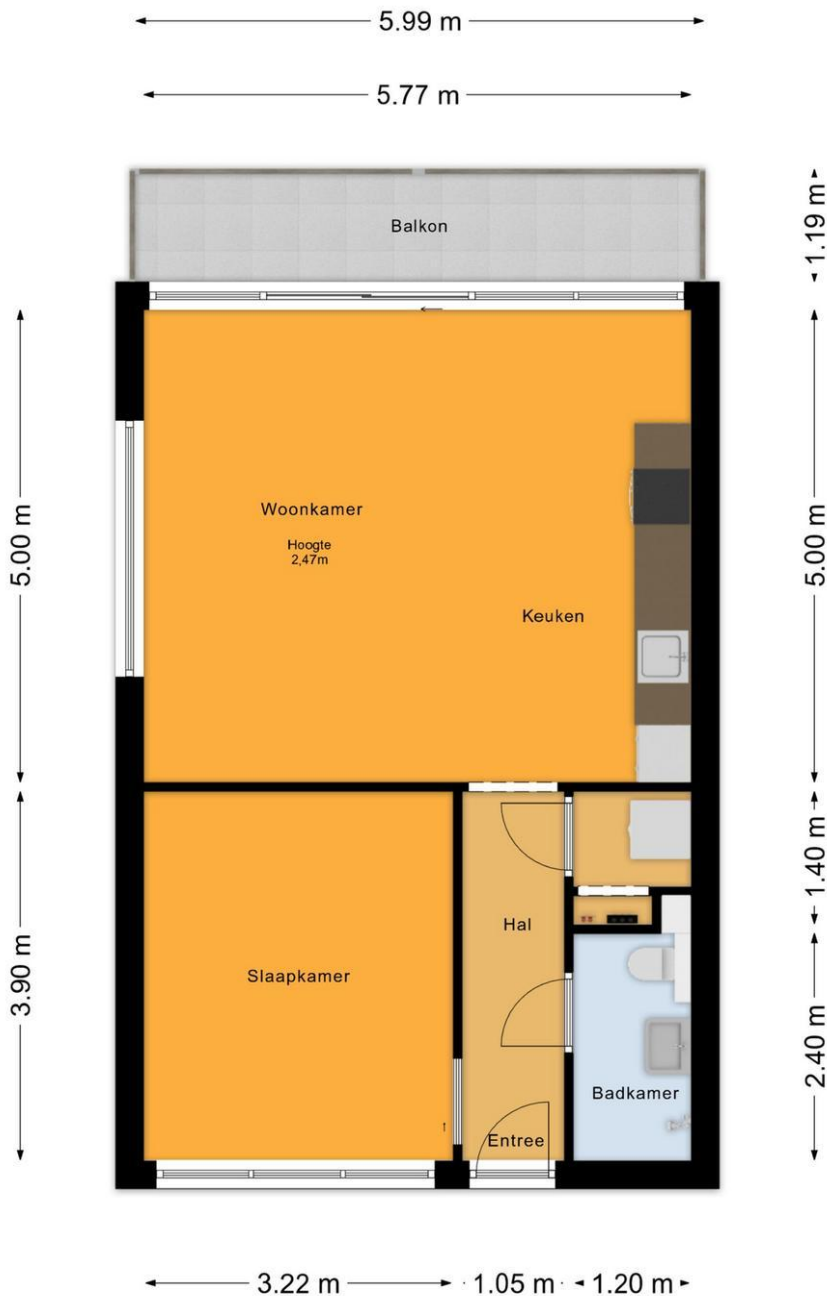 5.99 m
5.77 m
Balkon
1.19 m
Woonkamer
Hoogte
2,47m
5.00 m
5.00 m
Keuken
1.40 m
Hal
Slaapkamer
3.90 m
2.40 m
Badkamer
Entree
3.22 m
1.05 m
1.20 m